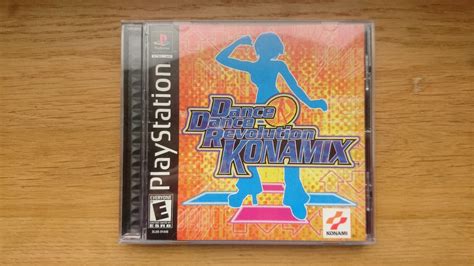 PlayStation
Dance
Dance
Revolution
KONAMIX
EVERYONE
E
ESRB
KONAMI